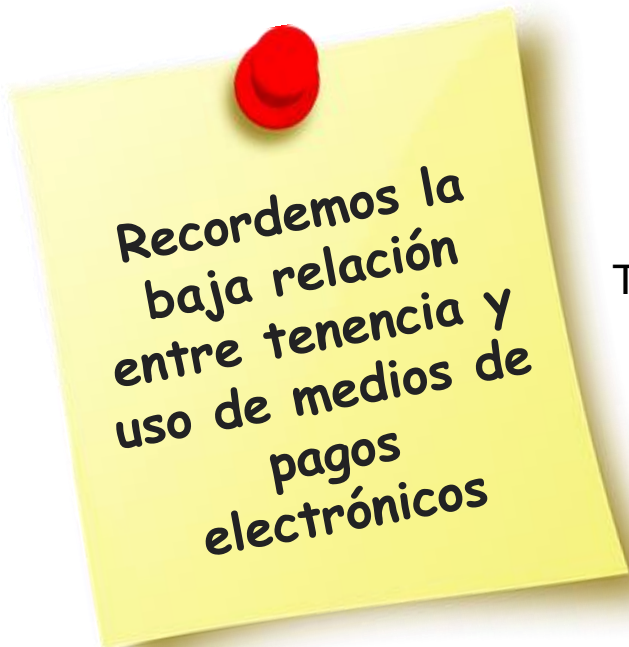 Recordemos la
baja relación
entre tenencia y
uso de medios de
pagos
electrónicos